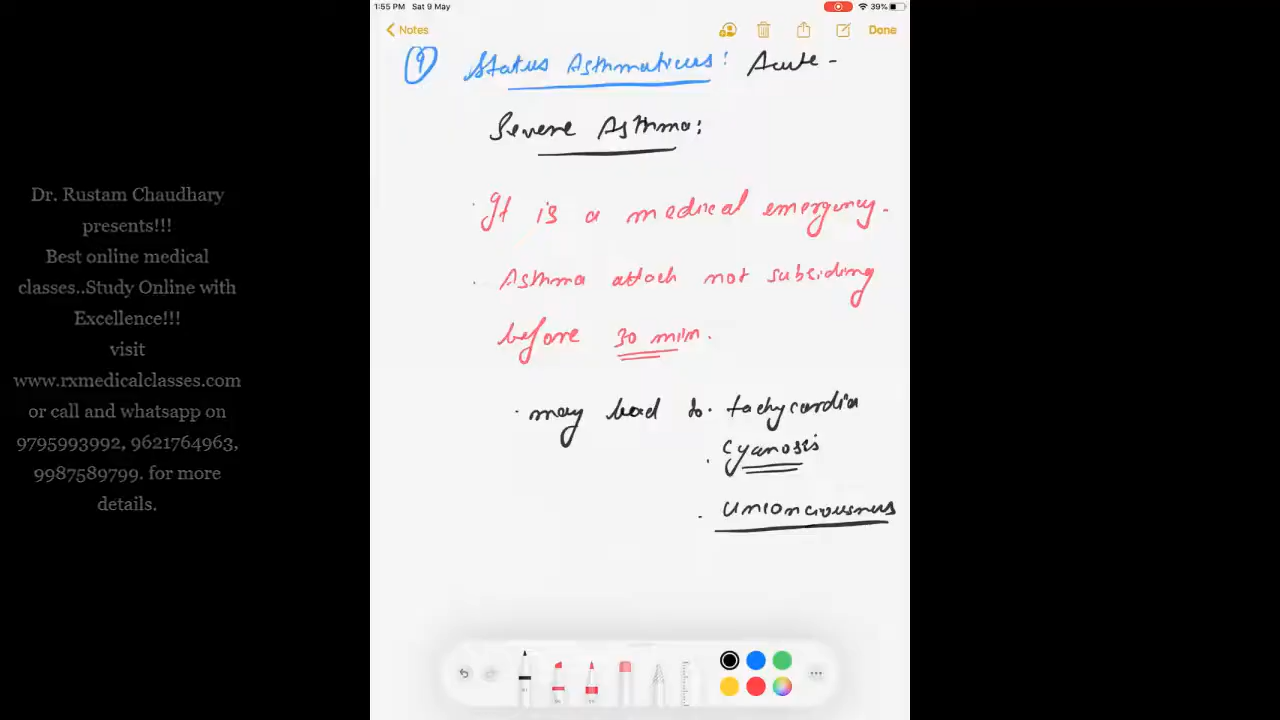 1:55 PM Sat 9 May
39%
Notes
Done
9 Status Asthmaticus: Acute -
Severe Asthma:
. It is a medical emergency.
. Asthma attack not subsiding
before 30 min.
. may lead to . tachycardia
. Cyanosis
. Unconciousness
Dr. Rustam Chaudhary
presents!!!
Best online medical
classes..Study Online with
Excellence!!!
visit
www.rxmedicalclasses.com
or call and whatsapp on
9795993992, 9621764963,
9987589799. for more
details.